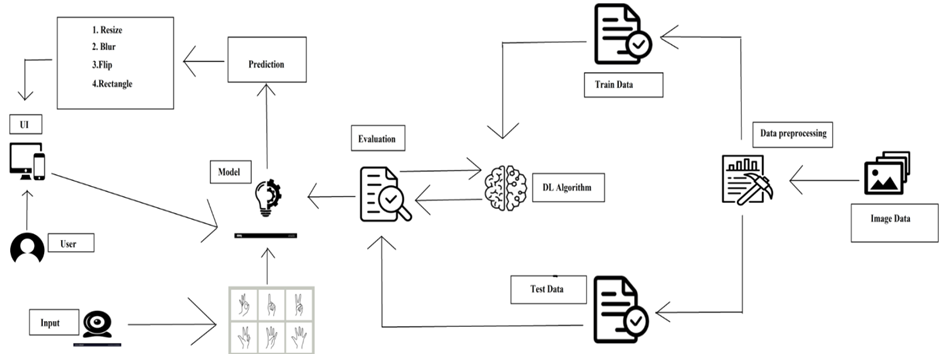 1. Resize
2. Blur
3.Flip
4.Rectangle
Prediction
Train Data
UI
Evaluation
Data preprocessing
Model
DL Algorithm
Image Data
User
Test Data
Input